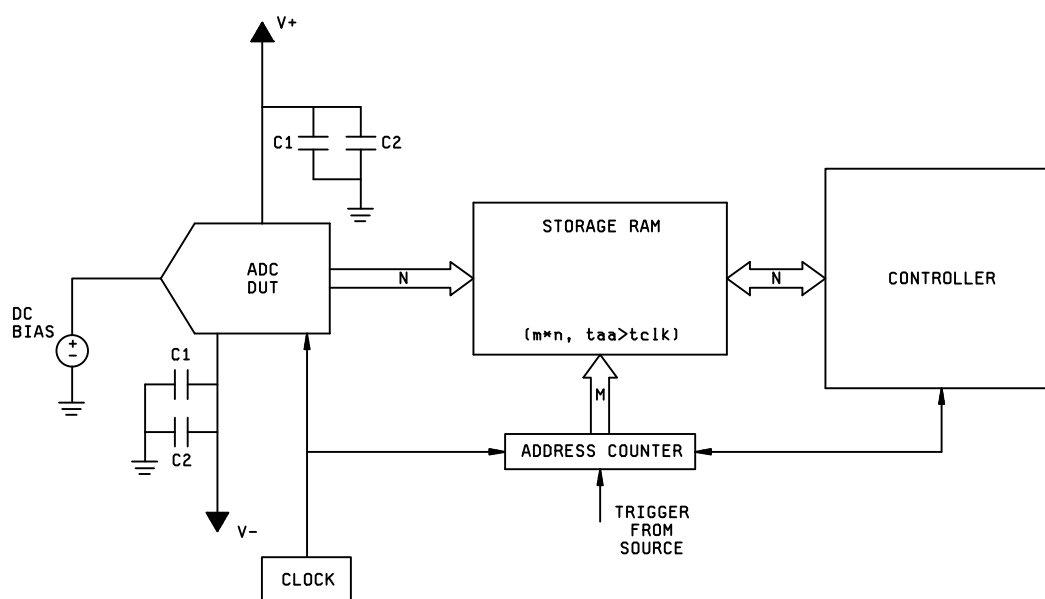 V+
C1
C2
STORAGE RAM
ADC
DUT
N
N
CONTROLLER
DC
BIAS
+
-
(m*n, taa>tclk)
C1
M
C2
ADDRESS COUNTER
TRIGGER
FROM
SOURCE
V-
CLOCK